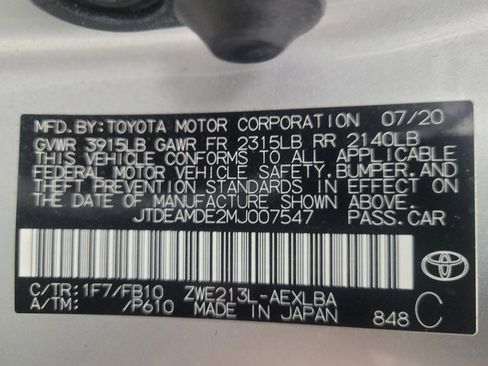 MFD.BY:TOYOTA MOTOR CORPORATION 07/20
GVWR 3915LB GAWR FR 2315LB RR 2140LB
THIS VEHICLE CONFORMS TO ALL APPLICABLE
FEDERAL MOTOR VEHICLE SAFETY,BUMPER,AND
THEFT PREVENTION STANDARDS IN EFFECT ON
THE DATE OF MANUFACTURE SHOWN ABOVE.
JTDEAMDE2MJ007547 PASS.CAR
C/TR:1F7/FB10 ZWE213L-AEXLBA
A/TM: /P610 MADE IN JAPAN 848 C
TOYOTA